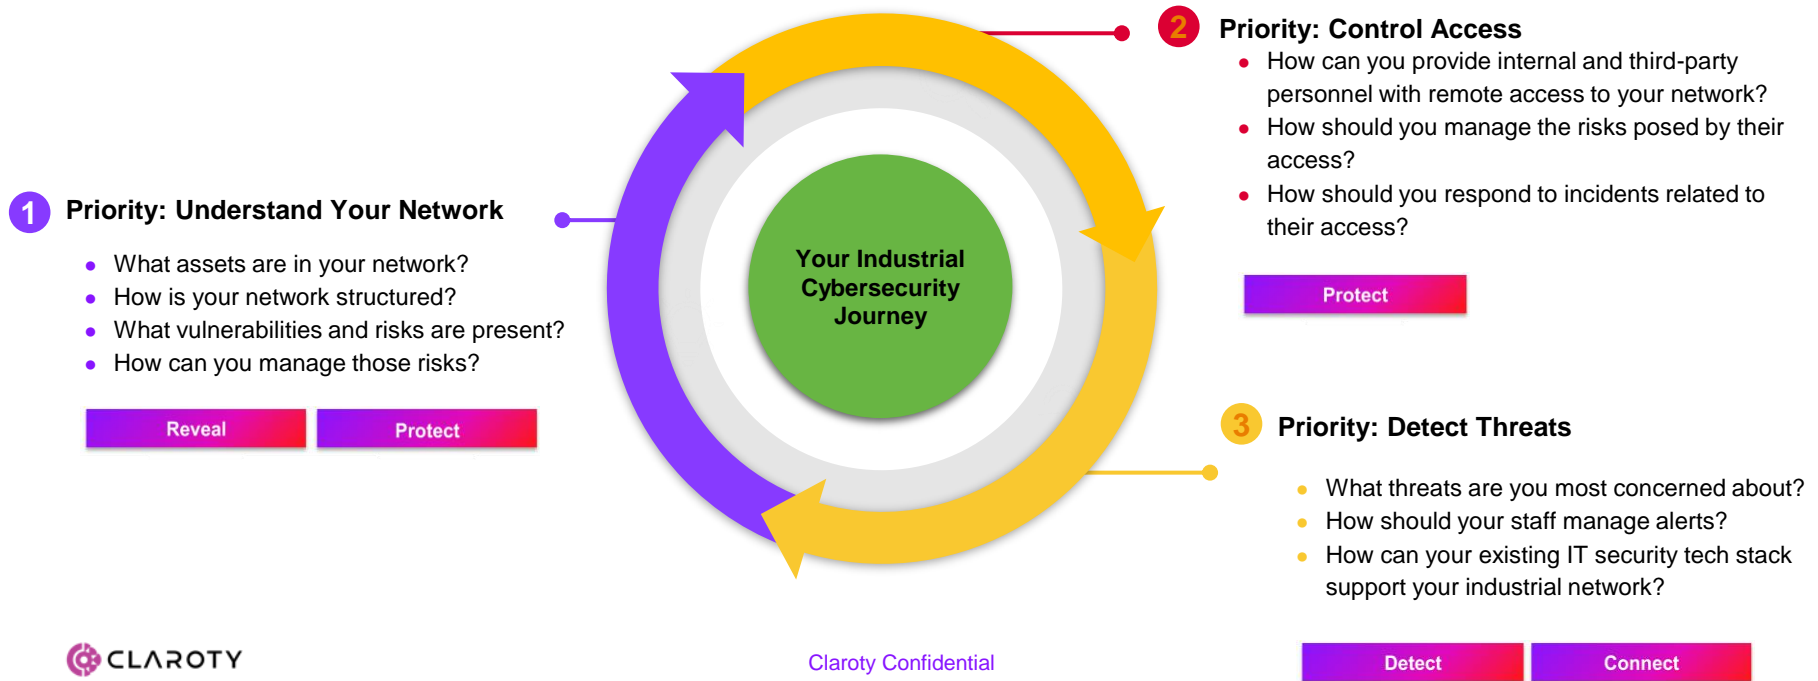 1 Priority: Understand Your Network
What assets are in your network?
How is your network structured?
What vulnerabilities and risks are present?
How can you manage those risks?
Reveal
Protect
Your Industrial
Cybersecurity
Journey
2 Priority: Control Access
How can you provide internal and third-party
personnel with remote access to your network?
How should you manage the risks posed by their
access?
How should you respond to incidents related to
their access?
Protect
3 Priority: Detect Threats
What threats are you most concerned about?
How should your staff manage alerts?
How can your existing IT security tech stack
support your industrial network?
Detect
Connect
CLAROTY
Claroty Confidential